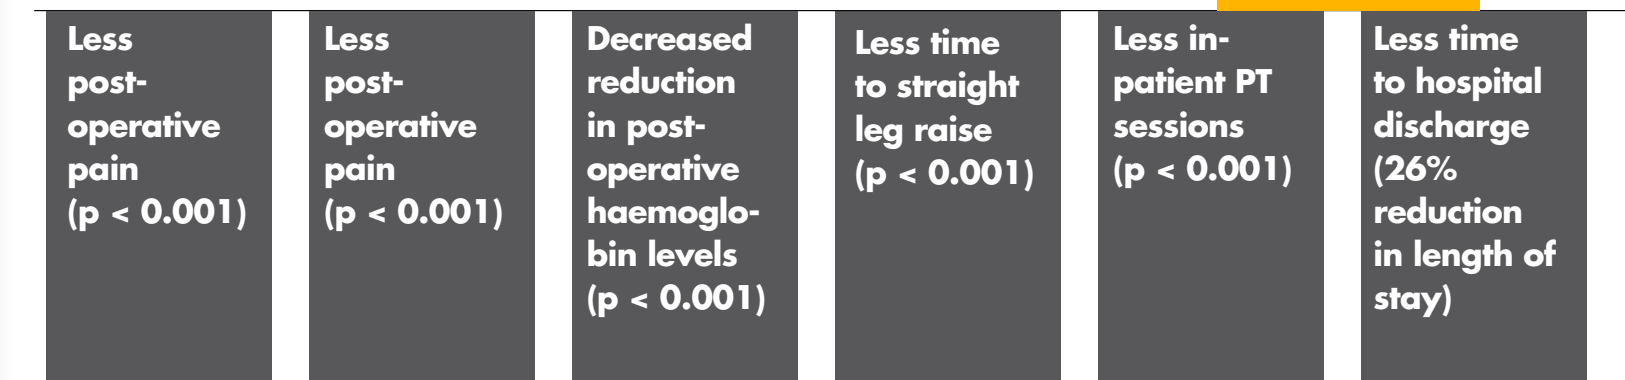 Less
post-
operative
pain
(p < 0.001)
Less
post-
operative
pain
(p < 0.001)
Decreased
reduction
in post-
operative
haemoglo-
bin levels
(p < 0.001)
Less time
to straight
leg raise
(p < 0.001)
Less in-
patient PT
sessions
(p < 0.001)
Less time
to hospital
discharge
(26%
reduction
in length of
stay)